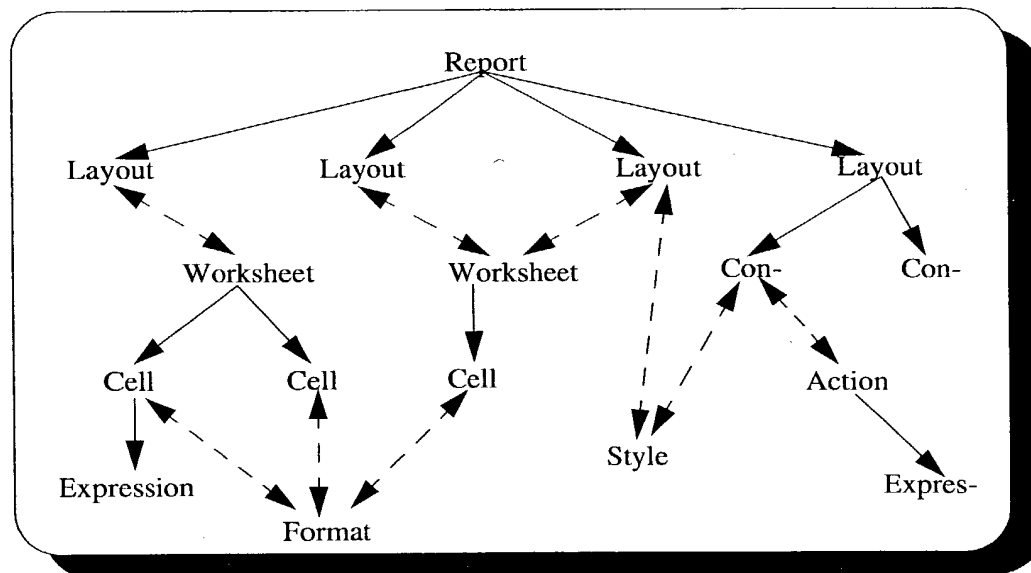 Report
Layout Layout Layout Layout
Worksheet Worksheet Con- Con-
Cell Cell Cell Action
Style
Expression Expres-
Format